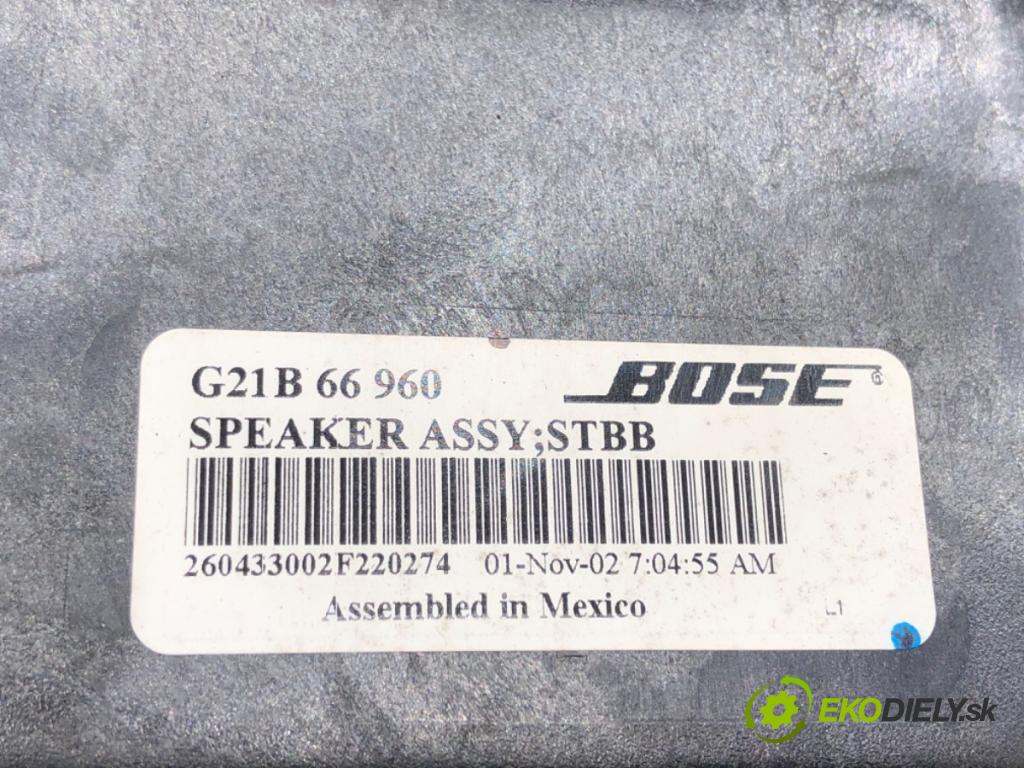 G21B 66 960 BOSE
SPEAKER ASSY;STBB
260433002F220274 01-Nov-02 7:04:55 AM
Assembled in Mexico L1
EKODIELY.sk